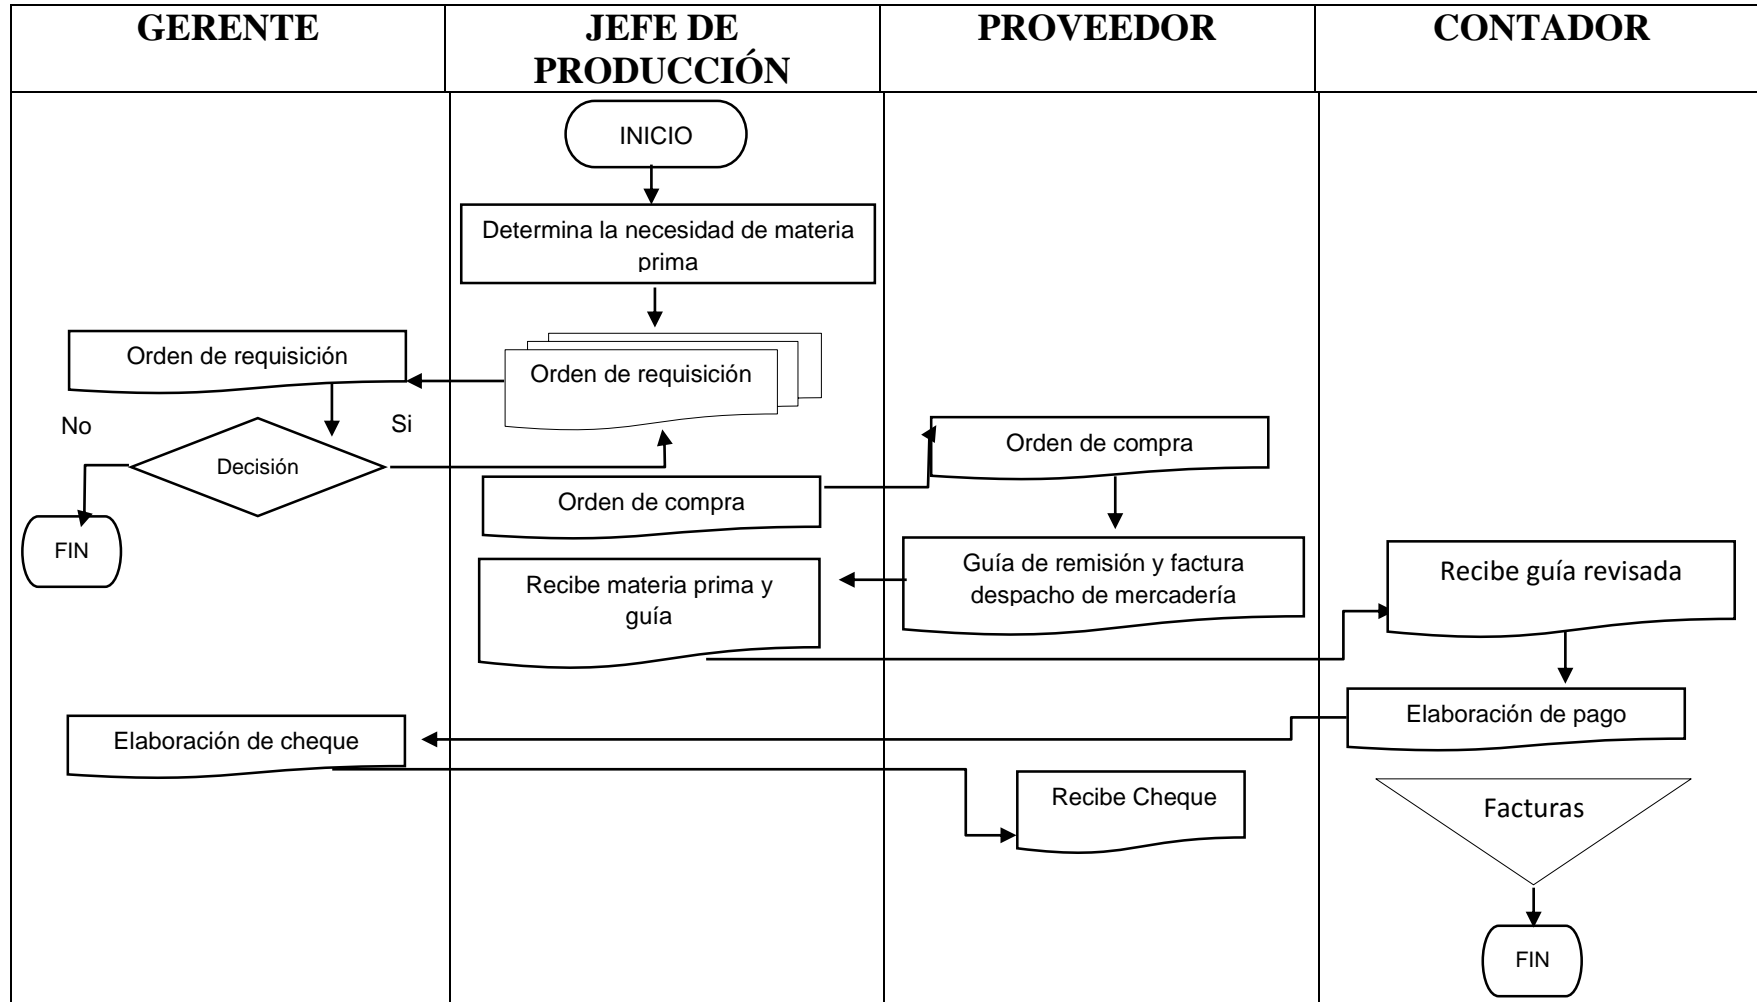 GERENTE
JEFE DE
PRODUCCIÓN
PROVEEDOR
CONTADOR
INICIO
Determina la necesidad de materia
prima
Orden de requisición
Orden de requisición
No
Si
Decisión
FIN
Orden de compra
Orden de compra
Guía de remisión y factura
despacho de mercadería
Recibe materia prima y
guía
Recibe guía revisada
Elaboración de pago
Elaboración de cheque
Recibe Cheque
Facturas
FIN